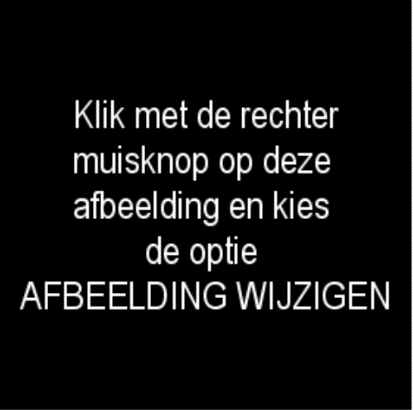 Klik met de rechter
muisknop op deze
afbeelding en kies
de optie
AFBEELDING WIJZIGEN